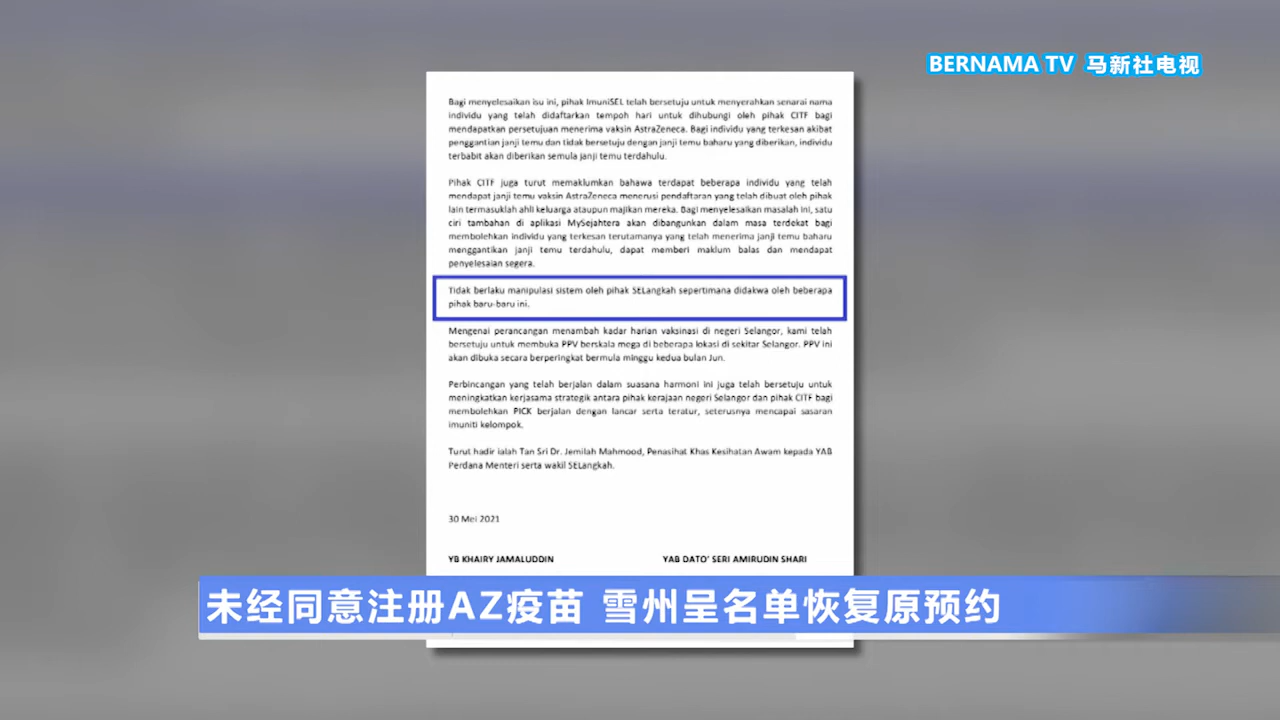 BERNAMA TV 马新社电视
Bagi menyelesaikan isu ini, pihak ImuniSEL telah bersetuju untuk menyerahkan senarai nama
individu yang telah didaftarkan tempoh hari untuk dihubungi oleh pihak CITF bagi
mendapatkan persetujuan menerima vaksin AstraZeneca. Bagi individu yang terkesan akibat
penggantian janji temu dan tidak bersetuju dengan janji temu baharu yang diberikan, individu
terbabit akan diberikan semula janji temu terdahulu.
Pihak CITF juga turut memaklumkan bahawa terdapat beberapa individu yang telah
mendapat janji temu vaksin AstraZeneca menerusi pendaftaran yang telah dibuat oleh pihak
lain termasuklah ahli keluarga ataupun majikan mereka. Bagi menyelesaikan masalah ini, satu
ciri tambahan di aplikasi MySejahtera akan dibangunkan dalam masa terdekat bagi
membolehkan individu yang terkesan terutamanya yang telah menerima janji temu baharu
menggantikan janji temu terdahulu, dapat memberi maklum balas dan mendapat
penyelesaian segera.
Tidak berlaku manipulasi sistem oleh pihak SELangkah sepertimana didakwa oleh beberapa
pihak baru-baru ini.
Mengenai perancangan menambah kadar harian vaksinasi di negeri Selangor, kami telah
bersetuju untuk membuka PPV berskala mega di beberapa lokasi di sekitar Selangor. PPV ini
akan dibuka secara berperingkat bermula minggu kedua bulan Jun.
Perbincangan yang telah berjalan dalam suasana harmoni ini juga telah bersetuju untuk
meningkatkan kerjasama strategik antara pihak kerajaan negeri Selangor dan pihak CITF bagi
membolehkan PICK berjalan dengan lancar serta teratur, seterusnya mencapai sasaran
imuniti kelompok.
Turut hadir ialah Tan Sri Dr. Jemilah Mahmood, Penasihat Khas Kesihatan Awam kepada YAB
Perdana Menteri serta wakil SELangkah.
30 Mei 2021
YB KHAIRY JAMALUDDIN YAB DATO' SERI AMIRUDIN SHARI
未经同意注册AZ疫苗 雪州呈名单恢复原预约